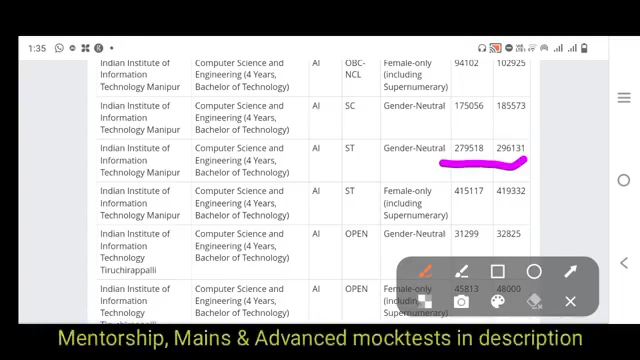 1:35
Indian Institute of Information Technology Manipur Computer Science and Engineering (4 Years, Bachelor of Technology) AI OBC-NCL Female-only (including Supernumerary) 94102 102925
Indian Institute of Information Technology Manipur Computer Science and Engineering (4 Years, Bachelor of Technology) AI SC Gender-Neutral 175056 185573
Indian Institute of Information Technology Manipur Computer Science and Engineering (4 Years, Bachelor of Technology) AI ST Gender-Neutral 279518 296131
Indian Institute of Information Technology Manipur Computer Science and Engineering (4 Years, Bachelor of Technology) AI ST Female-only (including Supernumerary) 415117 419332
Indian Institute of Information Technology Tiruchirappalli Computer Science and Engineering (4 Years, Bachelor of Technology) AI OPEN Gender-Neutral 31299 32825
Indian Institute of Information Technology Computer Science and Engineering (4 Years, Bachelor of Technology) AI OPEN Female-only (including 45813 48000
Mentorship, Mains & Advanced mocktests in description